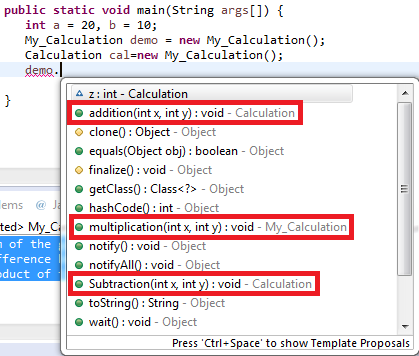 public static void main(String args[]) {
int a = 20, b = 10;
My_Calculation demo = new My_Calculation();
Calculation cal=new My_Calculation();
demo.
}
z : int - Calculation
addition(int x, int y) : void - Calculation
clone() : Object - Object
equals(Object obj) : boolean - Object
finalize() : void - Object
getClass() : Class<?> - Object
hashCode() : int - Object
multiplication(int x, int y) : void - My_Calculation
notify() : void - Object
notifyAll() : void - Object
Subtraction(int x, int y) : void - Calculation
toString() : String - Object
wait() : void - Object
Press 'Ctrl+Space' to show Template Proposals
lems @ Ja
ted> My_Ca
m of the
fference
oduct of